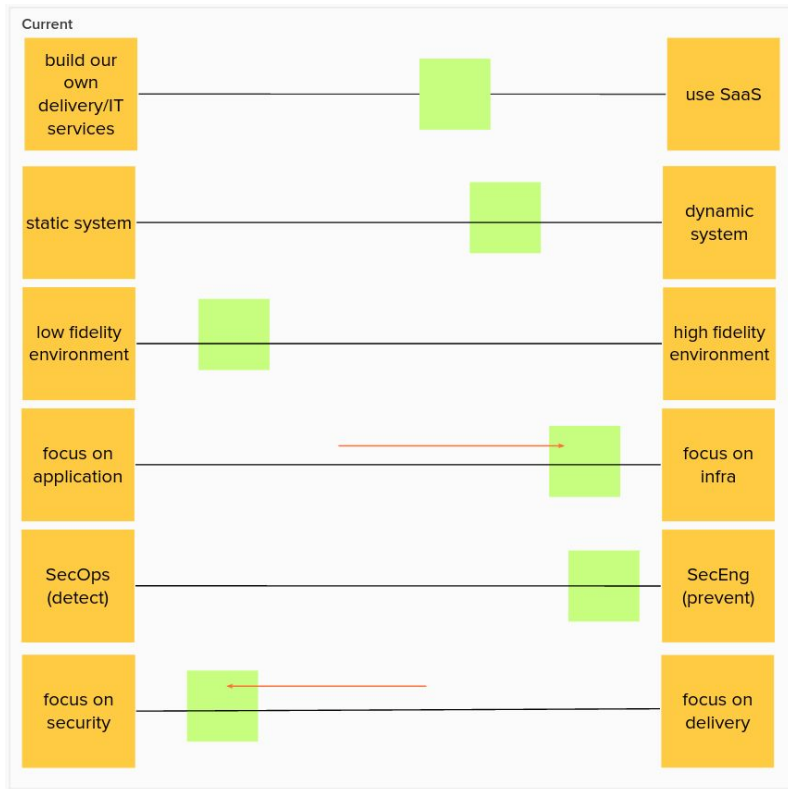 Current
build our
own
delivery/IT
services
use SaaS
static system
dynamic
system
low fidelity
environment
high fidelity
environment
focus on
application
focus on
infra
SecOps
(detect)
SecEng
(prevent)
focus on
security
focus on
delivery